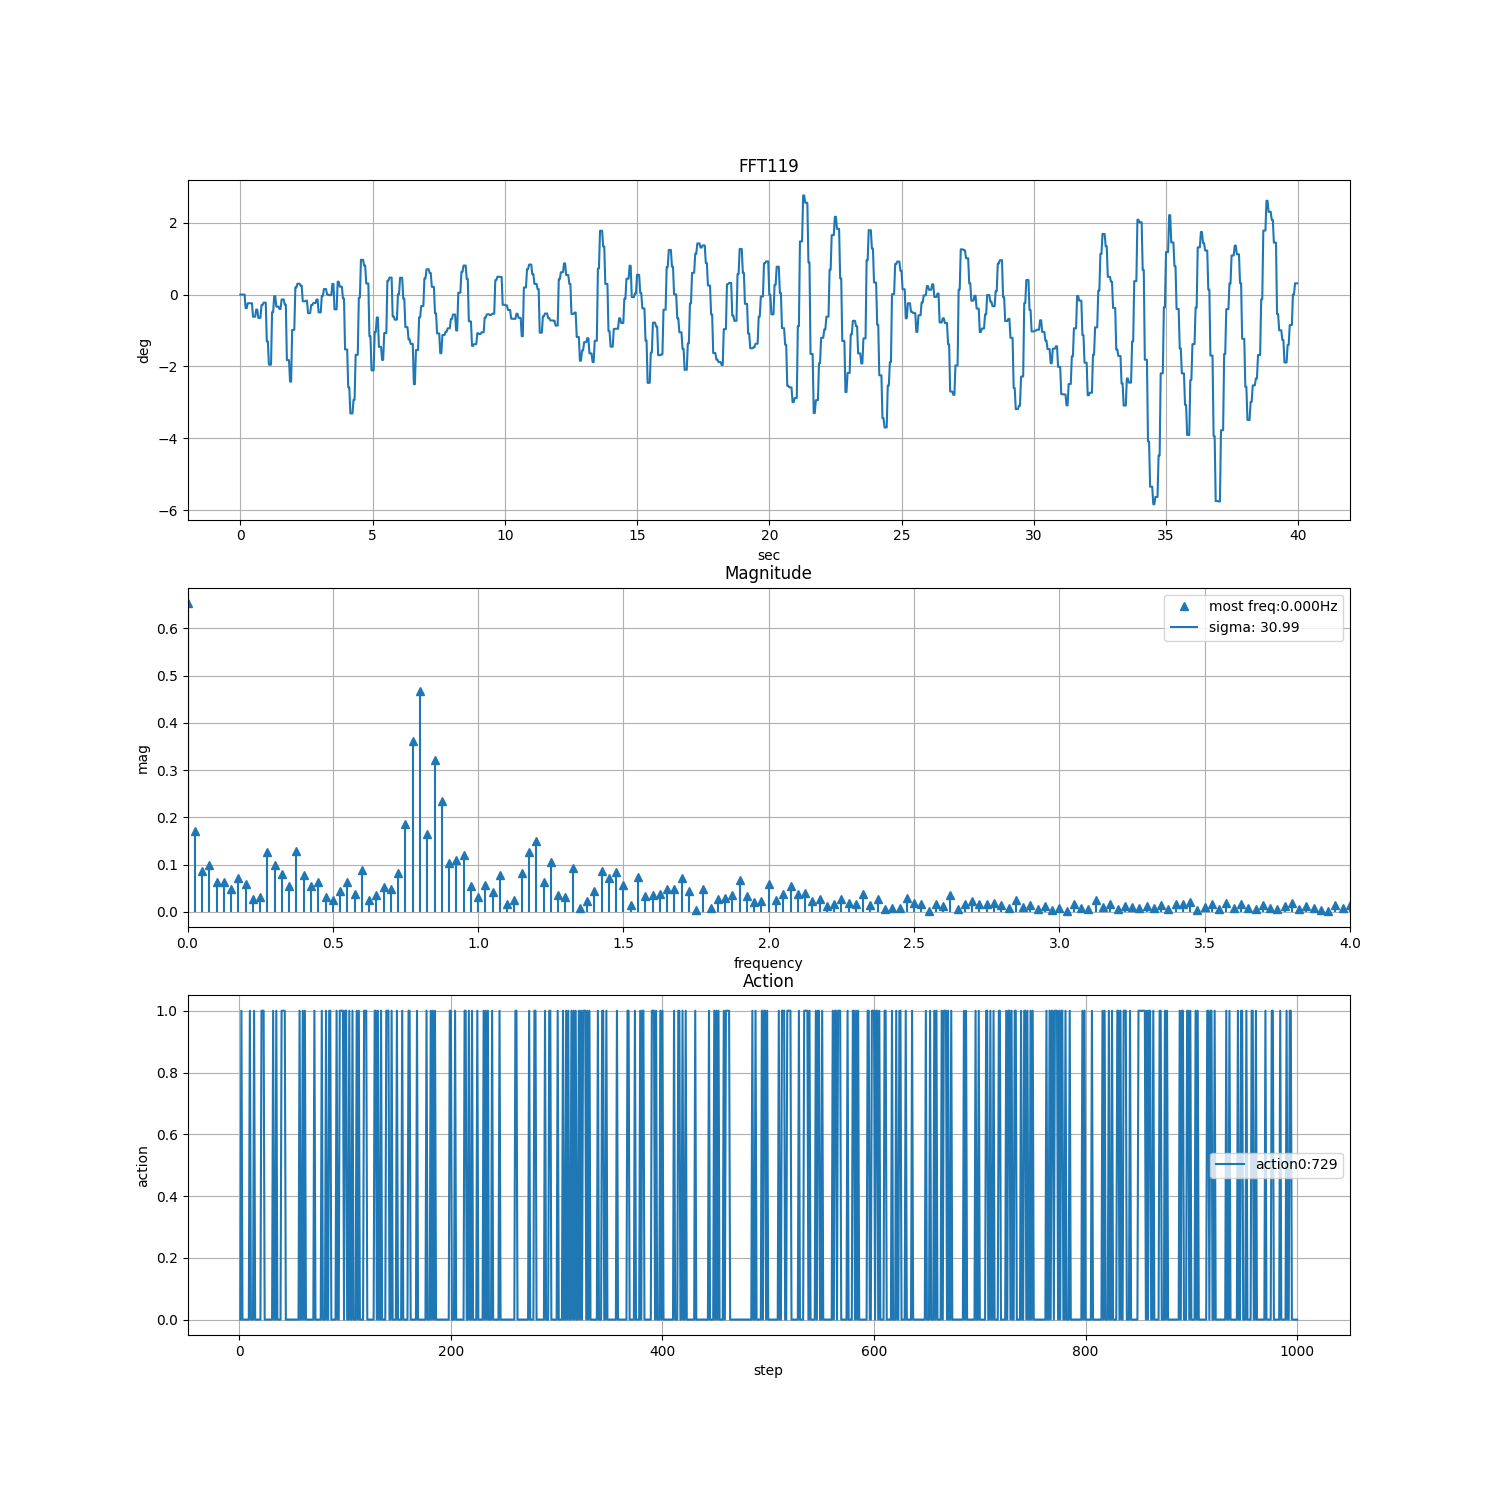 FFT119
2
0
−2
−4
−6
deg
0 5 10 15 20 25 30 35 40
sec
Magnitude
most freq:0.000Hz
sigma: 30.99
0.6
0.5
0.4
0.3
0.2
0.1
0.0
mag
0.0 0.5 1.0 1.5 2.0 2.5 3.0 3.5 4.0
frequency
Action
1.0
0.8
0.6
0.4
0.2
0.0
action
action0:729
0 200 400 600 800 1000
step